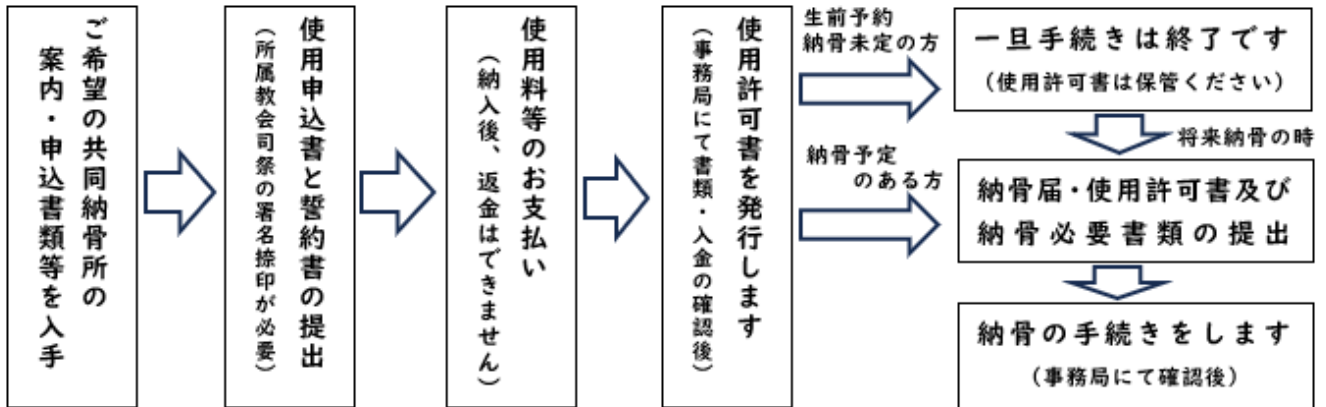 ご希望の共同納骨所の
案内・申込書類等を入手
使用申込書と誓約書の提出
（所属教会司祭の署名捺印が必要）
使用料等のお支払い
（納入後、返金はできません）
使用許可書を発行します
（事務局にて書類・入金の確認後）
生前予約
納骨未定の方
一旦手続きは終了です
（使用許可書は保管ください）
将来納骨の時
納骨予定
のある方
納骨届・使用許可書及び
納骨必要書類の提出
納骨の手続きをします
（事務局にて確認後）